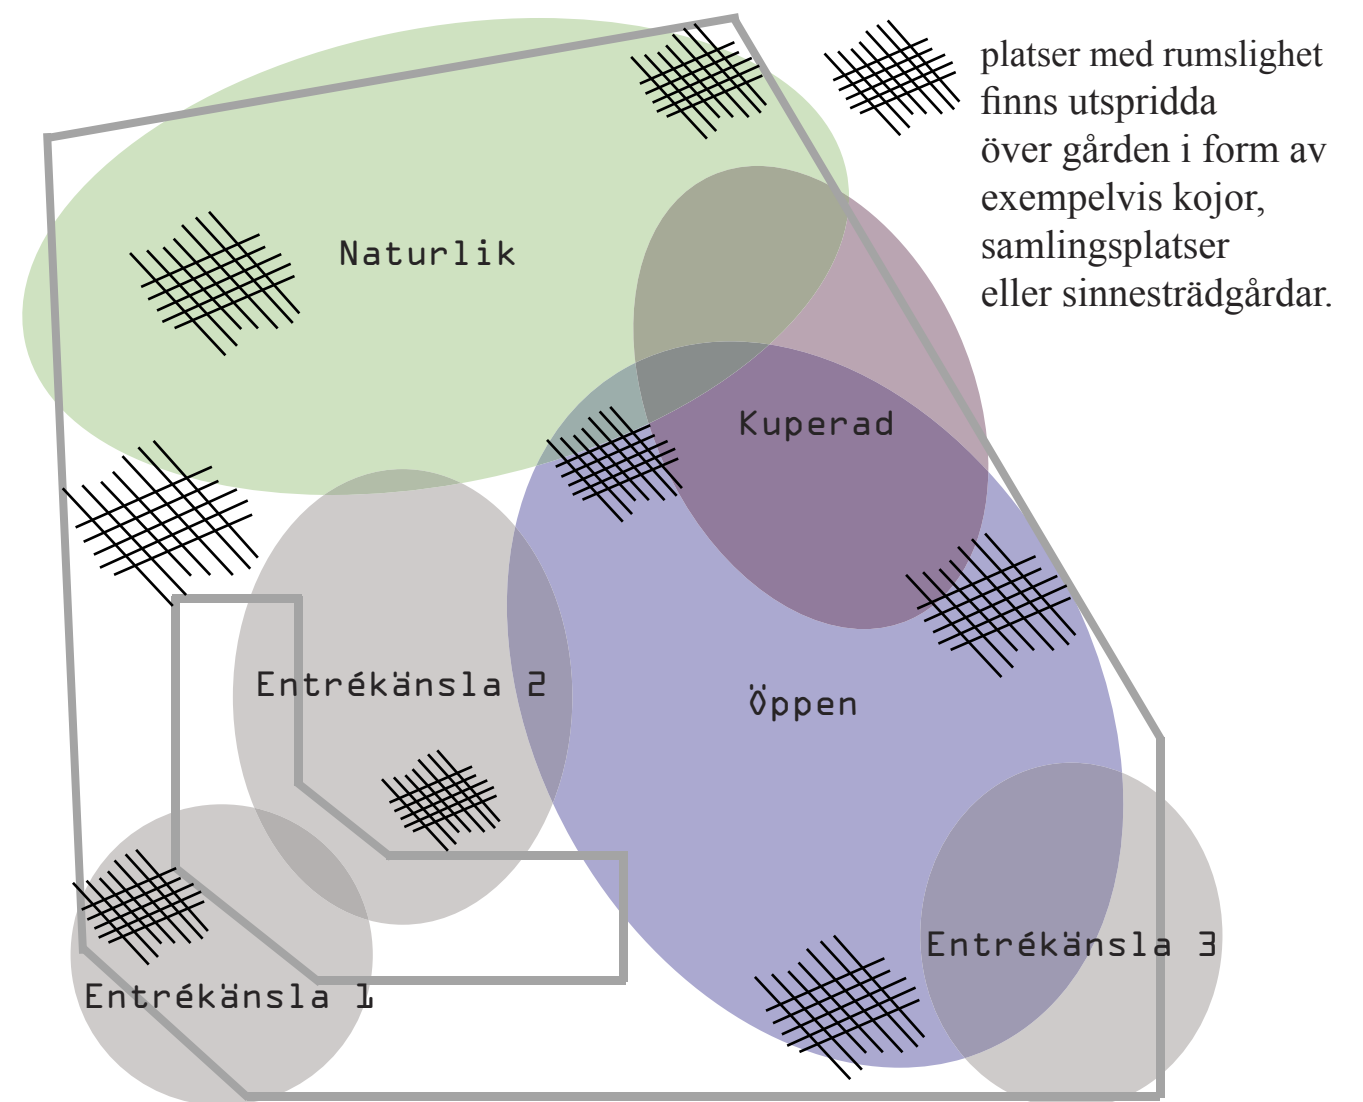 platser med rumslighet
finns utspridda
över gården i form av
exempelvis kojor,
samlingsplatser
eller sinnesträdgårdar.
Naturlik
Kuperad
Entrékänsla 2
Öppen
Entrékänsla 3
Entrékänsla 1